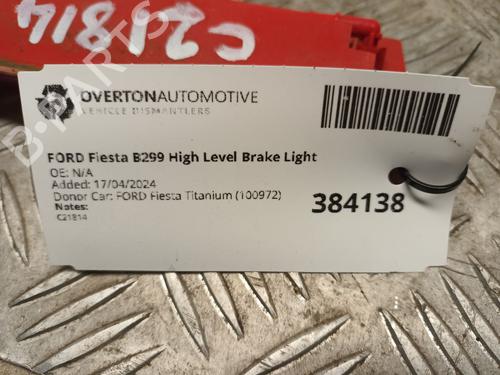 C21814
B-PARTS
OVERTONAUTOMOTIVE
VEHICLE DISMANTLERS
FORD Fiesta B299 High Level Brake Light
OE: N/A
Added: 17/04/2024
Donor Car: FORD Fiesta Titanium (100972)
Notes:
C21814
384138